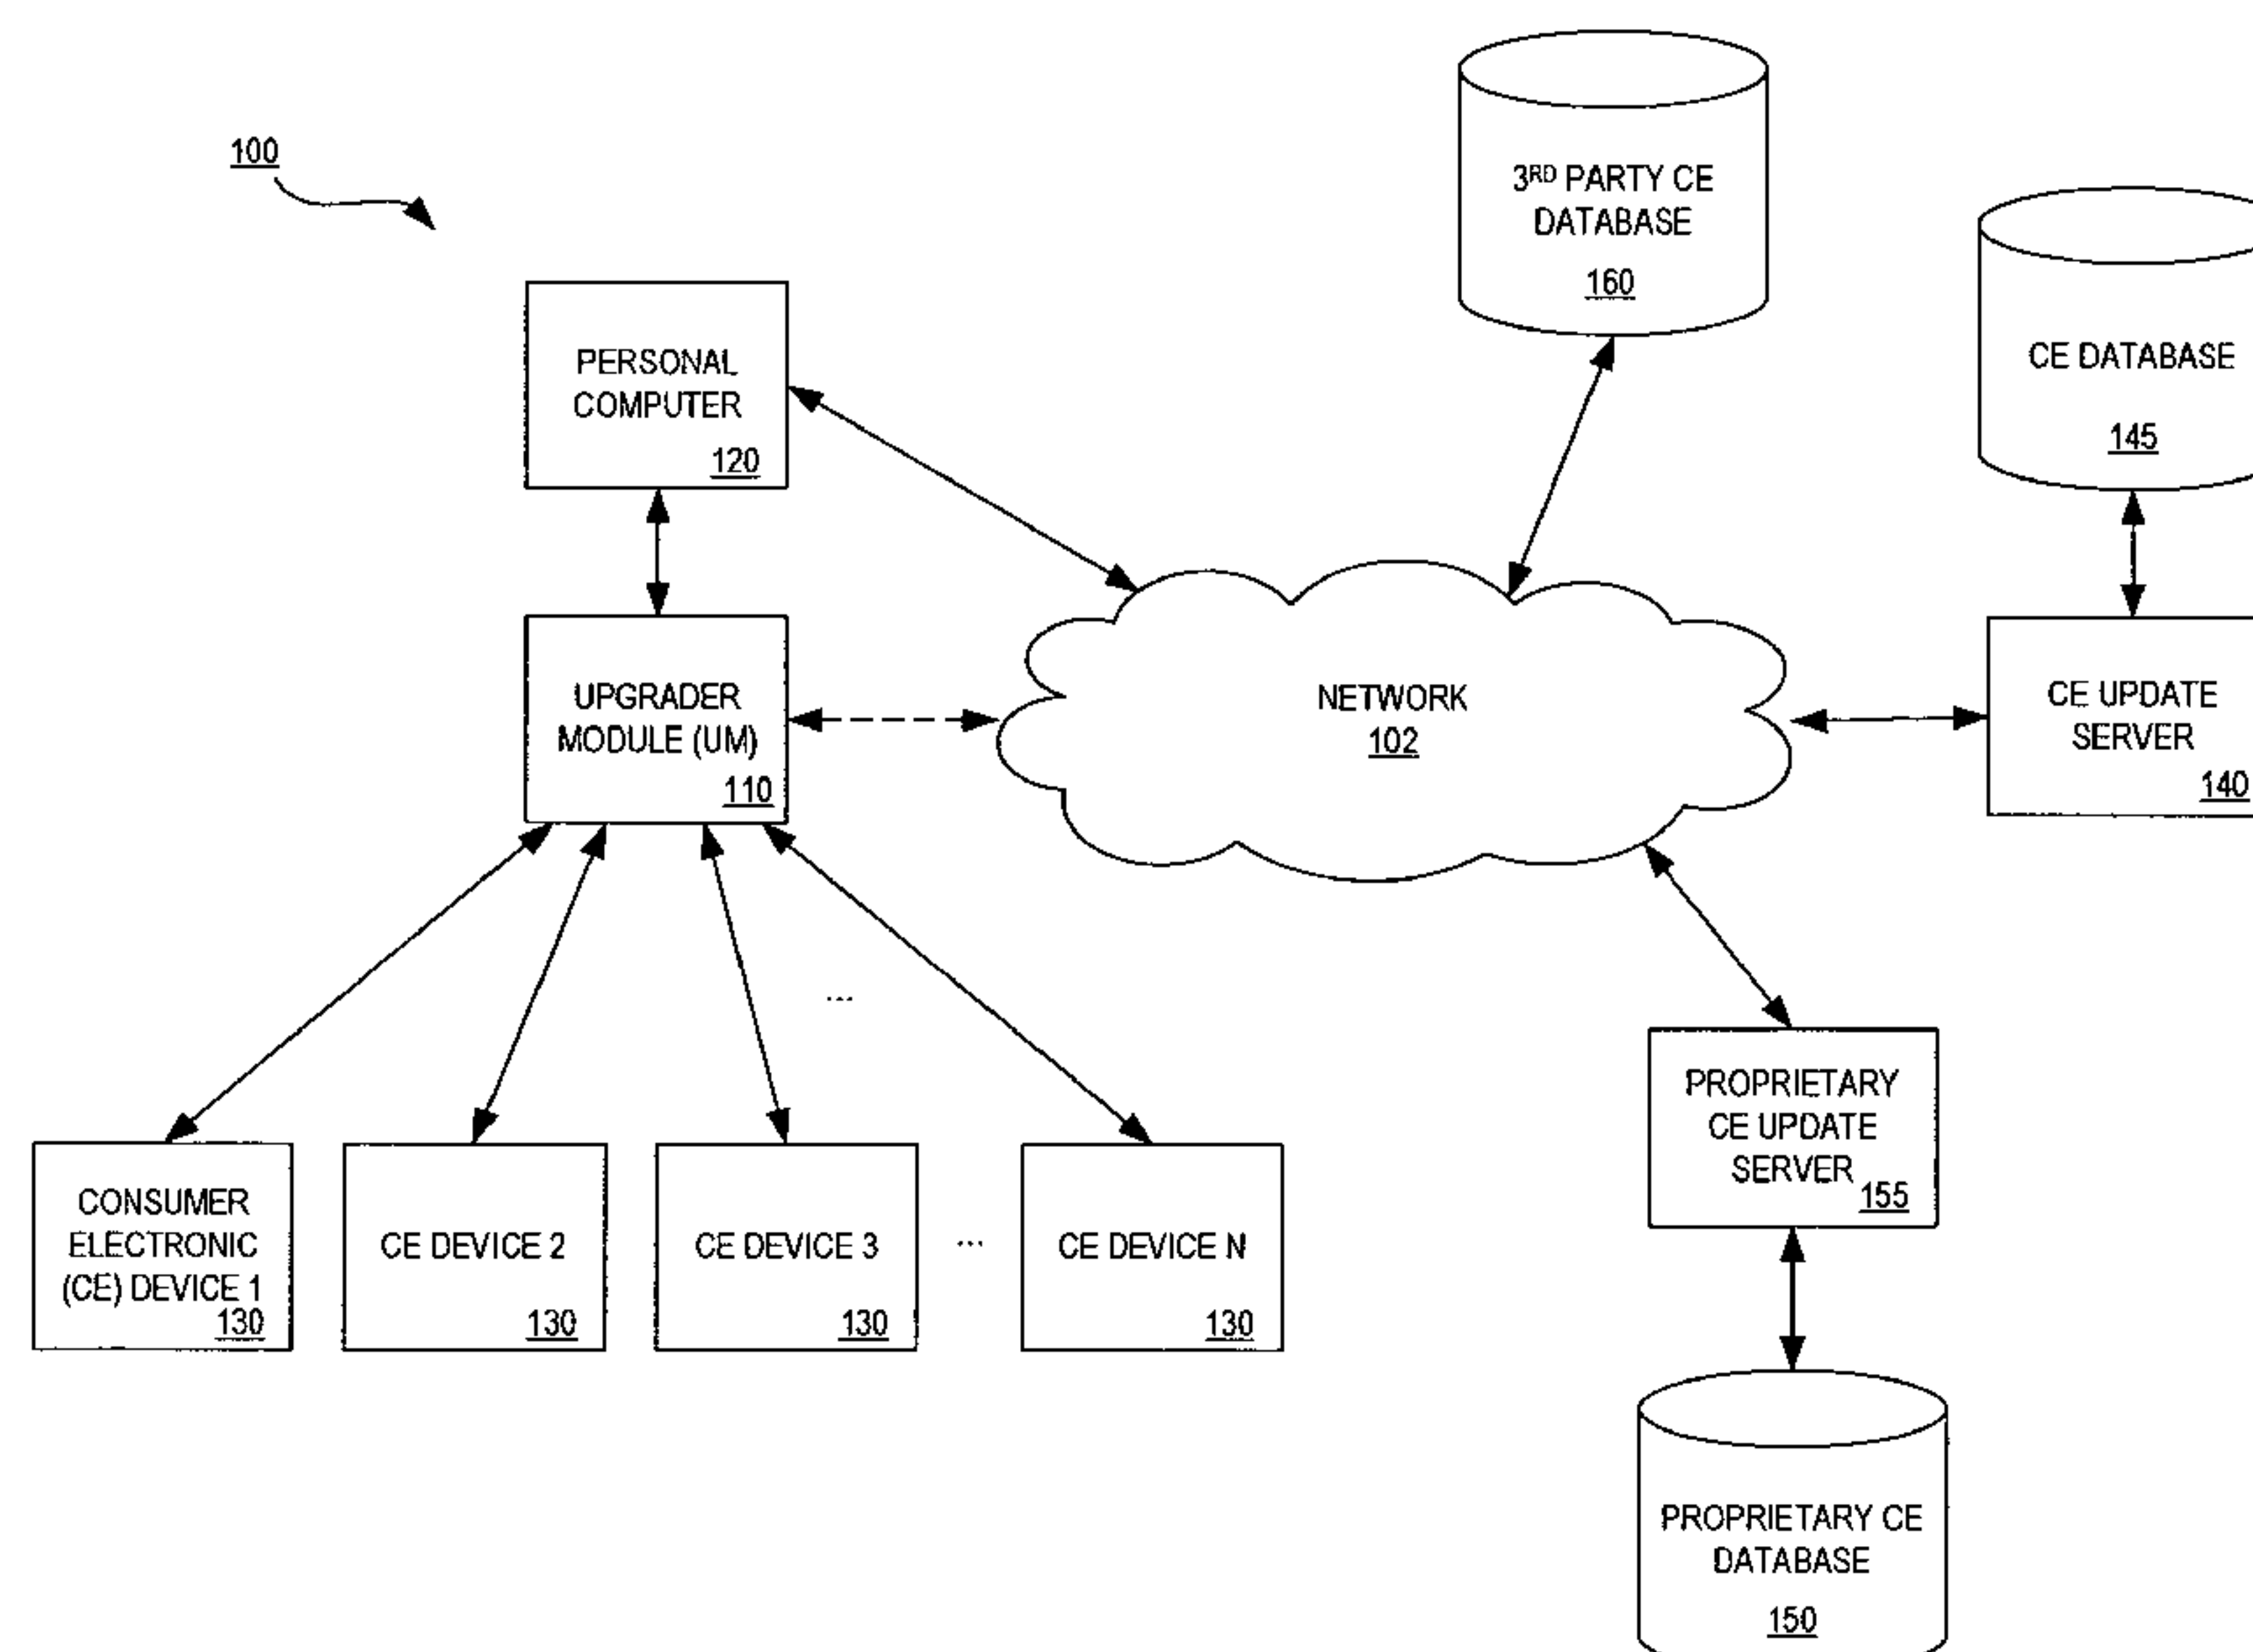 100
3RD PARTY CE
DATABASE
160
CE DATABASE
145
PERSONAL
COMPUTER
120
UPGRADER
MODULE (UM)
110
NETWORK
102
CE UPDATE
SERVER
140
...
CONSUMER
ELECTRONIC
(CE) DEVICE 1
130
CE DEVICE 2
130
CE DEVICE 3
130
...
CE DEVICE N
130
PROPRIETARY
CE UPDATE
SERVER
155
PROPRIETARY CE
DATABASE
150